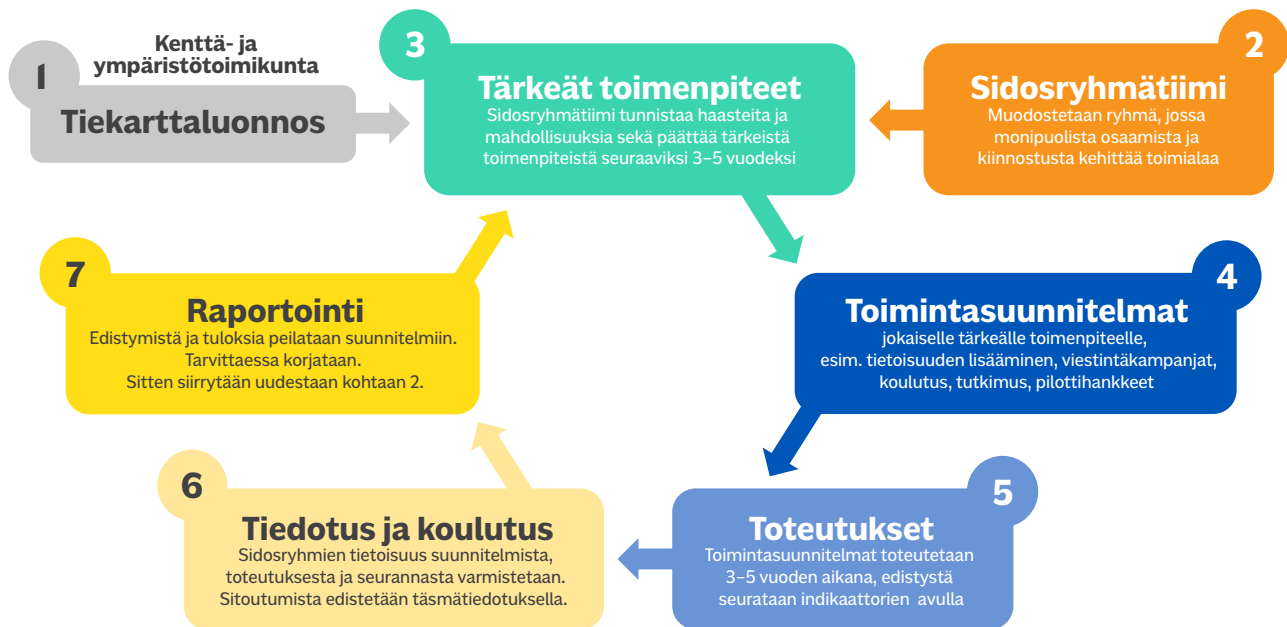 1
Kenttä- ja
ympäristötoimikunta
Tiekarttaluonnos
2
Sidosryhmätiimi
Muodostetaan ryhmä, jossa
monipuolista osaamista ja
kiinnostusta kehittää toimialaa
3
Tärkeät toimenpiteet
Sidosryhmätiimi tunnistaa haasteita ja
mahdollisuuksia sekä päättää tärkeistä
toimenpiteistä seuraaviksi 3–5 vuodeksi
4
Toimintasuunnitelmat
jokaiselle tärkeälle toimenpiteelle,
esim. tietoisuuden lisääminen, viestintäkampanjat,
koulutus, tutkimus, pilottihankkeet
5
Toteutukset
Toimintasuunnitelmat toteutetaan
3–5 vuoden aikana, edistystä
seurataan indikaattorien avulla
6
Tiedotus ja koulutus
Sidosryhmien tietoisuus suunnitelmista,
toteutuksesta ja seurannasta varmistetaan.
Sitoutumista edistetään täsmätiedotuksella.
7
Raportointi
Edistymistä ja tuloksia peilataan suunnitelmiin.
Tarvittaessa korjataan.
Sitten siirrytään uudestaan kohtaan 2.